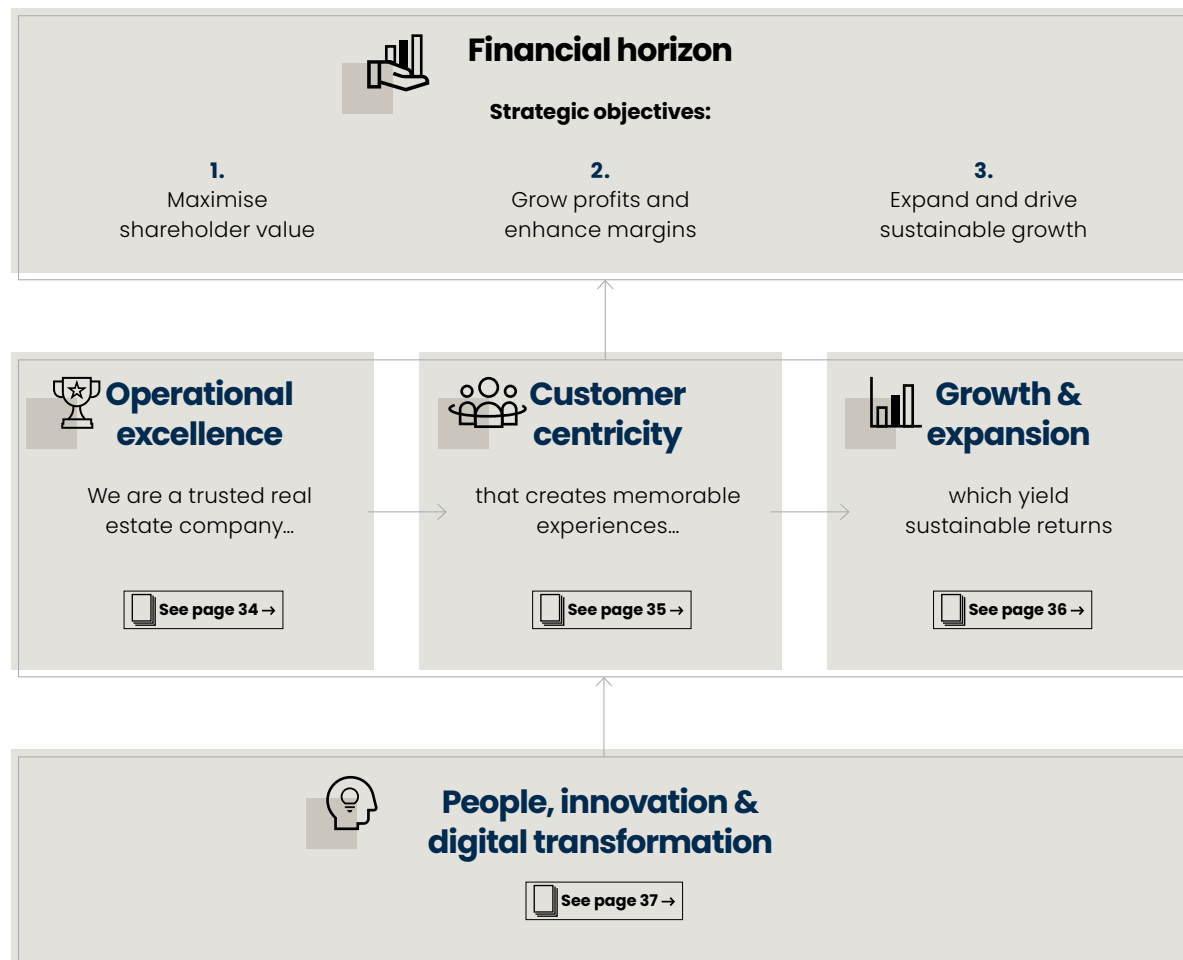 Financial horizon
Strategic objectives:
1.
Maximise
shareholder value
2.
Grow profits and
enhance margins
3.
Expand and drive
sustainable growth
Operational
excellence
We are a trusted real
estate company…
See page 34 →
Customer
centricity
that creates memorable
experiences…
See page 35 →
Growth &
expansion
which yield
sustainable returns
See page 36 →
People, innovation &
digital transformation
See page 37 →